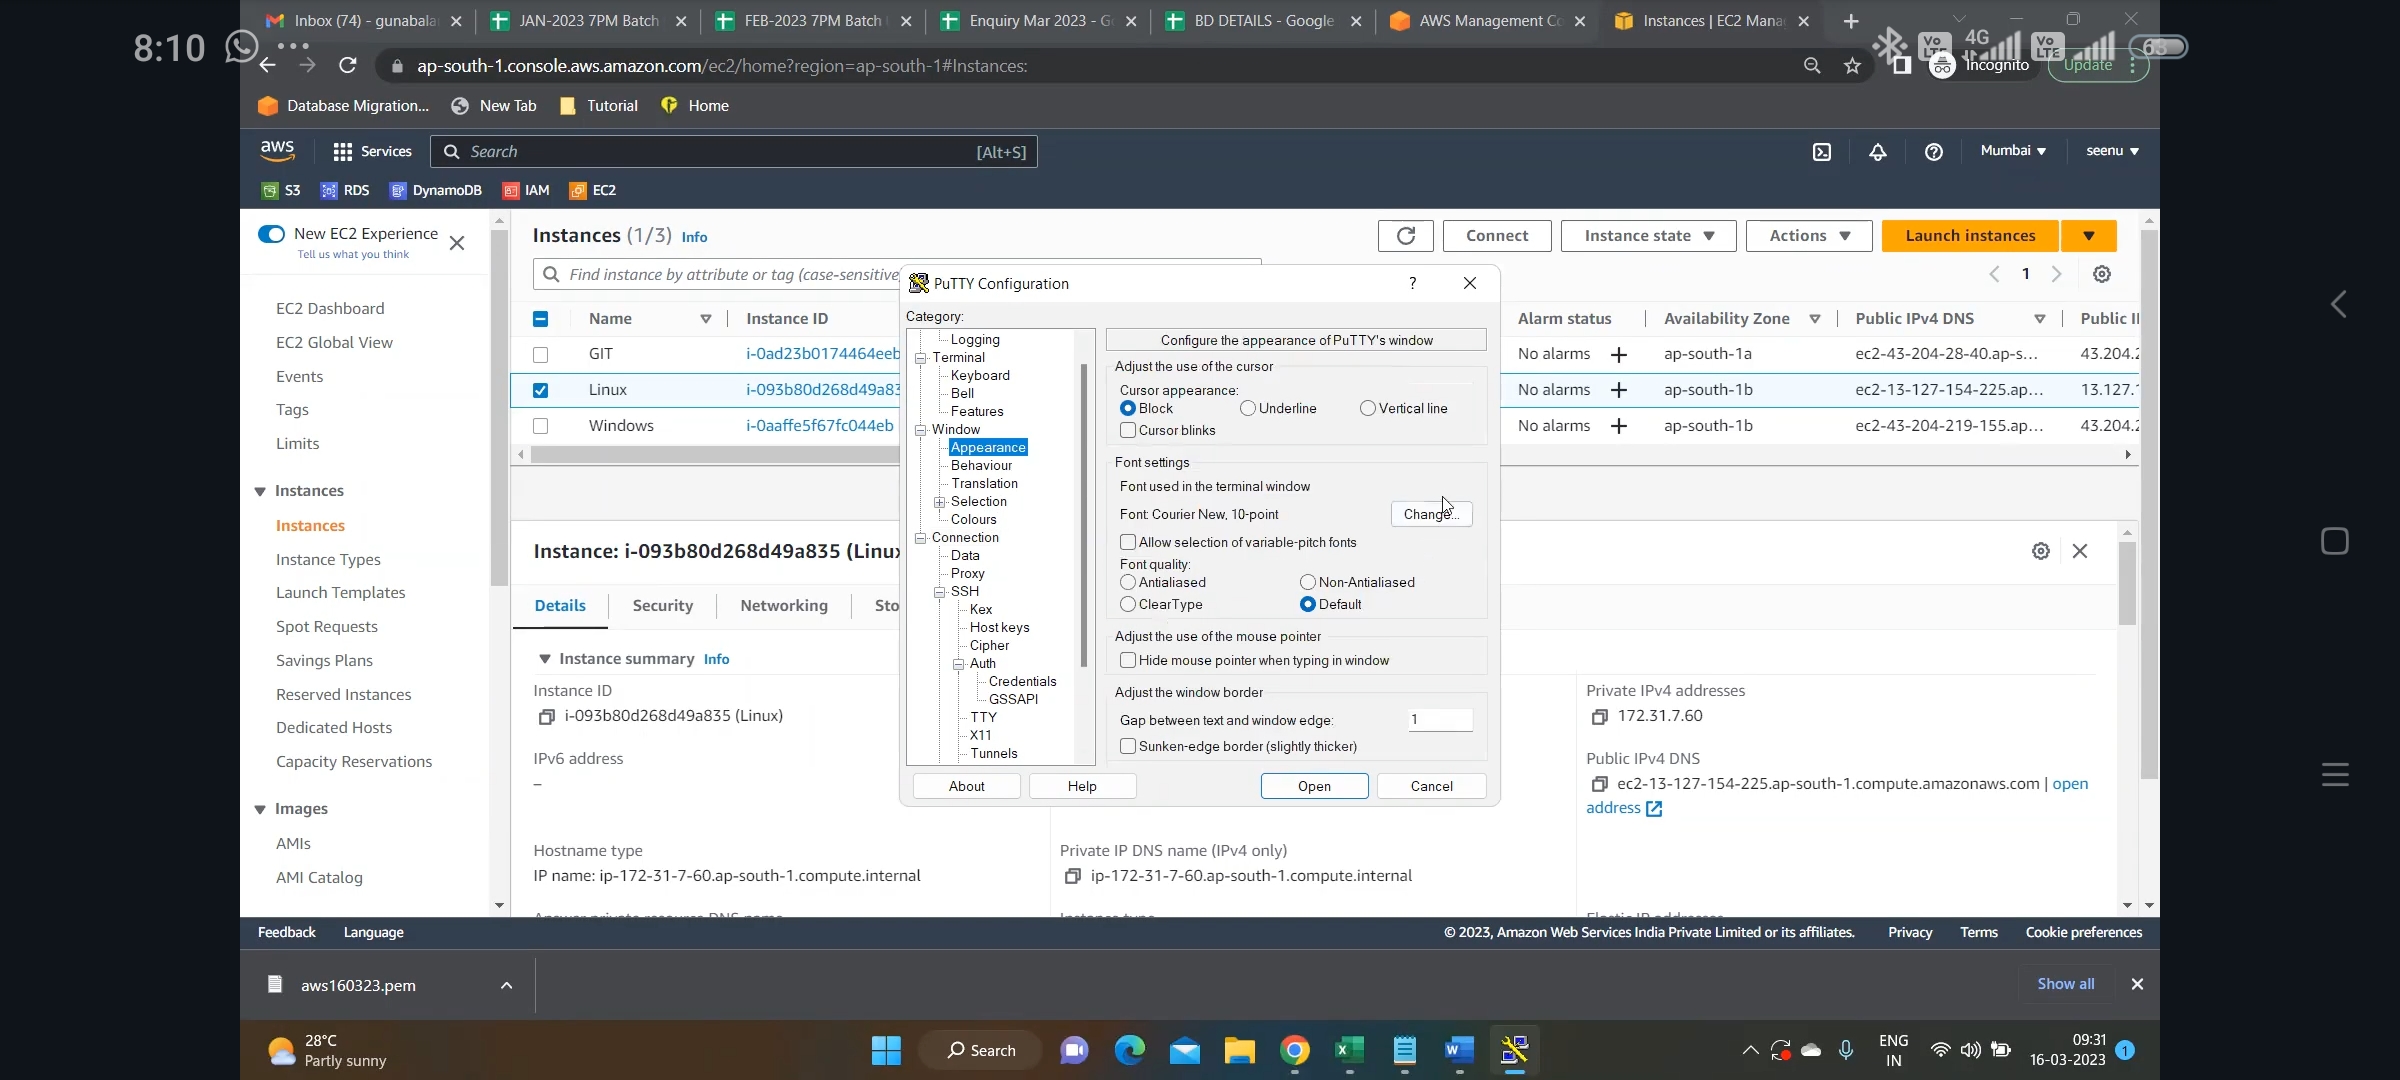 Inbox (74) - gunabala
JAN-2023 7PM Batch
FEB-2023 7PM Batch
Enquiry Mar 2023 - G
BD DETAILS - Google
AWS Management Co
Instances | EC2 Mana
8:10
4G
Vo LTE
Vo LTE
63
ap-south-1.console.aws.amazon.com/ec2/home?region=ap-south-1#Instances:
Incognito
Update
Database Migration...
New Tab
Tutorial
Home
aws
Services
Search
[Alt+S]
Mumbai
seenu
S3
RDS
DynamoDB
IAM
EC2
New EC2 Experience
Tell us what you think
EC2 Dashboard
EC2 Global View
Events
Tags
Limits
Instances
Instances
Instance Types
Launch Templates
Spot Requests
Savings Plans
Reserved Instances
Dedicated Hosts
Capacity Reservations
Images
AMIs
AMI Catalog
Instances (1/3) Info
Connect
Instance state
Actions
Launch instances
Find instance by attribute or tag (case-sensitive
1
Name
Instance ID
Alarm status
Availability Zone
Public IPv4 DNS
Public I
GIT
i-0ad23b0174464eeb
No alarms
ap-south-1a
ec2-43-204-28-40.ap-s...
43.204.2
Linux
i-093b80d268d49a83
No alarms
ap-south-1b
ec2-13-127-154-225.ap...
13.127.1
Windows
i-0aaffe5f67fc044eb
No alarms
ap-south-1b
ec2-43-204-219-155.ap...
43.204.2
PuTTY Configuration
?
Category:
Logging
Terminal
Keyboard
Bell
Features
Window
Appearance
Behaviour
Translation
Selection
Colours
Connection
Data
Proxy
SSH
Kex
Host keys
Cipher
Auth
Credentials
GSSAPI
TTY
X11
Tunnels
Configure the appearance of PuTTY's window
Adjust the use of the cursor
Cursor appearance:
Block
Underline
Vertical line
Cursor blinks
Font settings
Font used in the terminal window
Font: Courier New, 10-point
Change...
Allow selection of variable-pitch fonts
Font quality:
Antialiased
Non-Antialiased
ClearType
Default
Adjust the use of the mouse pointer
Hide mouse pointer when typing in window
Adjust the window border
Gap between text and window edge:
1
Sunken-edge border (slightly thicker)
About
Help
Open
Cancel
Instance: i-093b80d268d49a835 (Linux
Details
Security
Networking
Sto
Instance summary Info
Instance ID
i-093b80d268d49a835 (Linux)
Private IPv4 addresses
172.31.7.60
IPv6 address
–
Public IPv4 DNS
ec2-13-127-154-225.ap-south-1.compute.amazonaws.com | open
address
Hostname type
IP name: ip-172-31-7-60.ap-south-1.compute.internal
Private IP DNS name (IPv4 only)
ip-172-31-7-60.ap-south-1.compute.internal
Feedback
Language
© 2023, Amazon Web Services India Private Limited or its affiliates.
Privacy
Terms
Cookie preferences
aws160323.pem
Show all
28°C
Partly sunny
Search
ENG
IN
09:31
16-03-2023
1